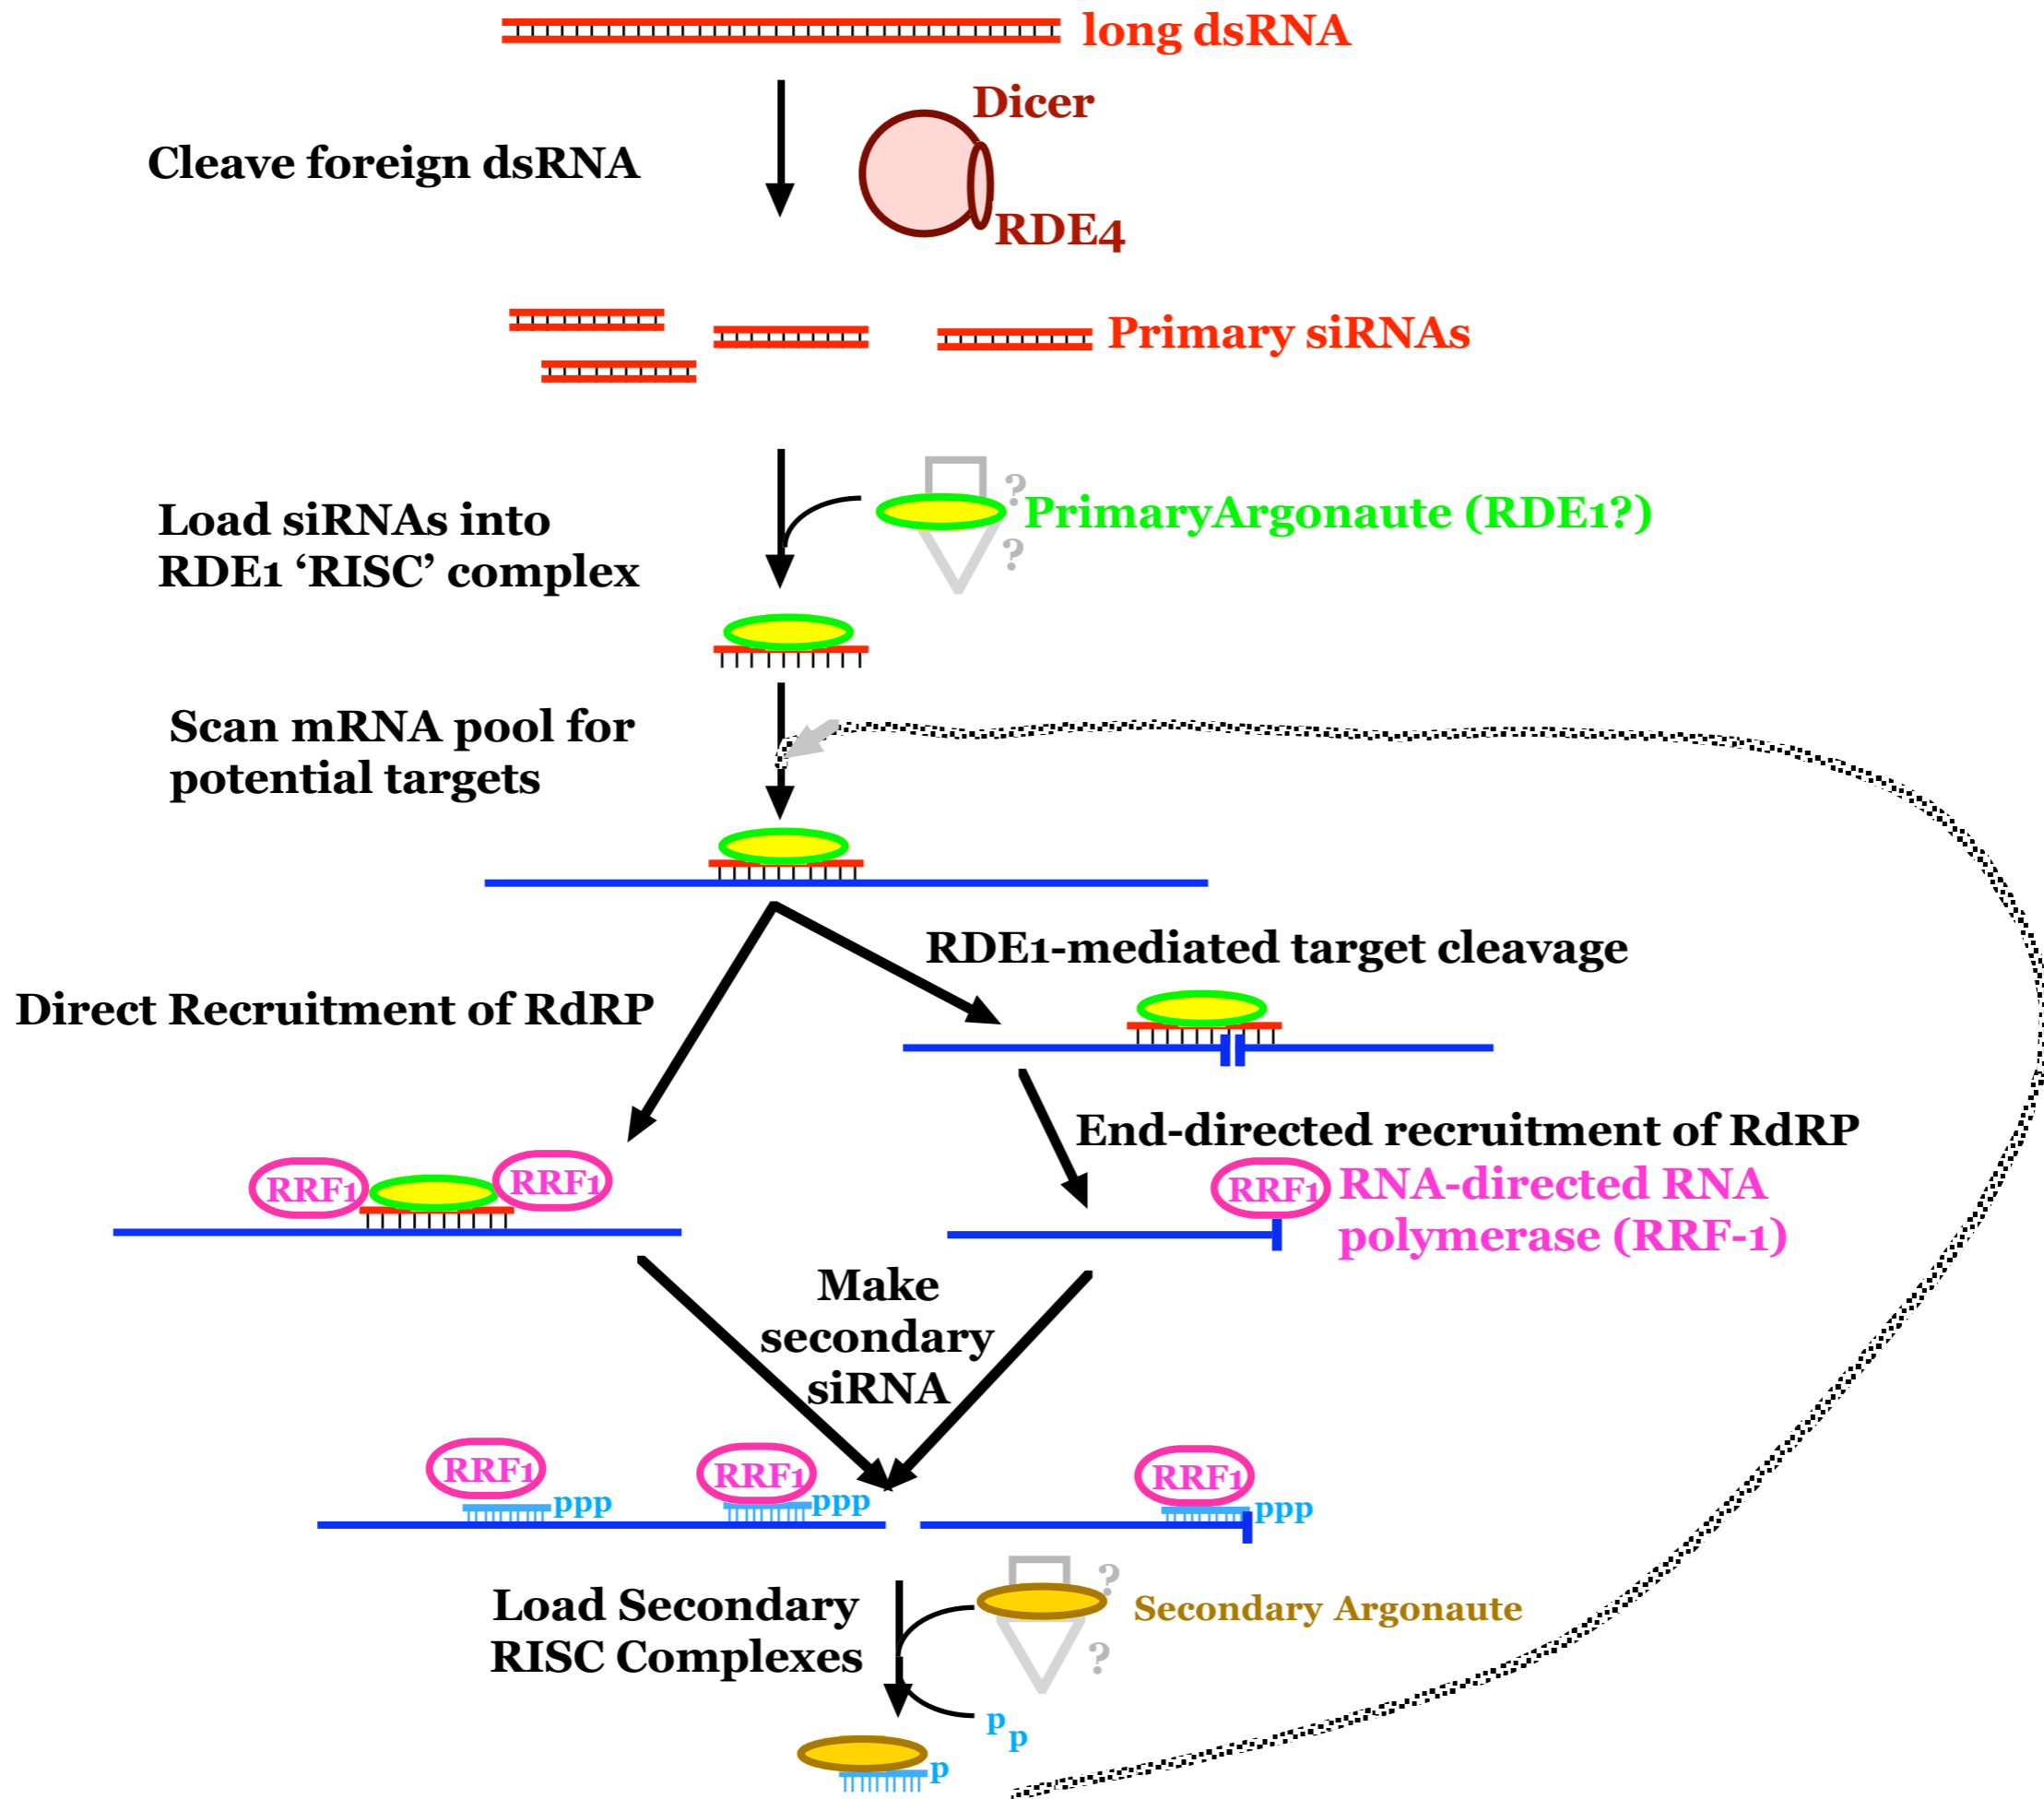 long dsRNA
Dicer
Cleave foreign dsRNA
RDE4
Primary siRNAs
?
PrimaryArgonaute (RDE1?)
Load siRNAs into
RDE1 ‘RISC’ complex
?
Scan mRNA pool for
potential targets
RDE1-mediated target cleavage
Direct Recruitment of RdRP
End-directed recruitment of RdRP
RRF1
RRF1
RRF1
RNA-directed RNA
polymerase (RRF-1)
Make
secondary
siRNA
RRF1
ppp
RRF1
ppp
RRF1
ppp
Load Secondary
RISC Complexes
?
Secondary Argonaute
?
p
p
p